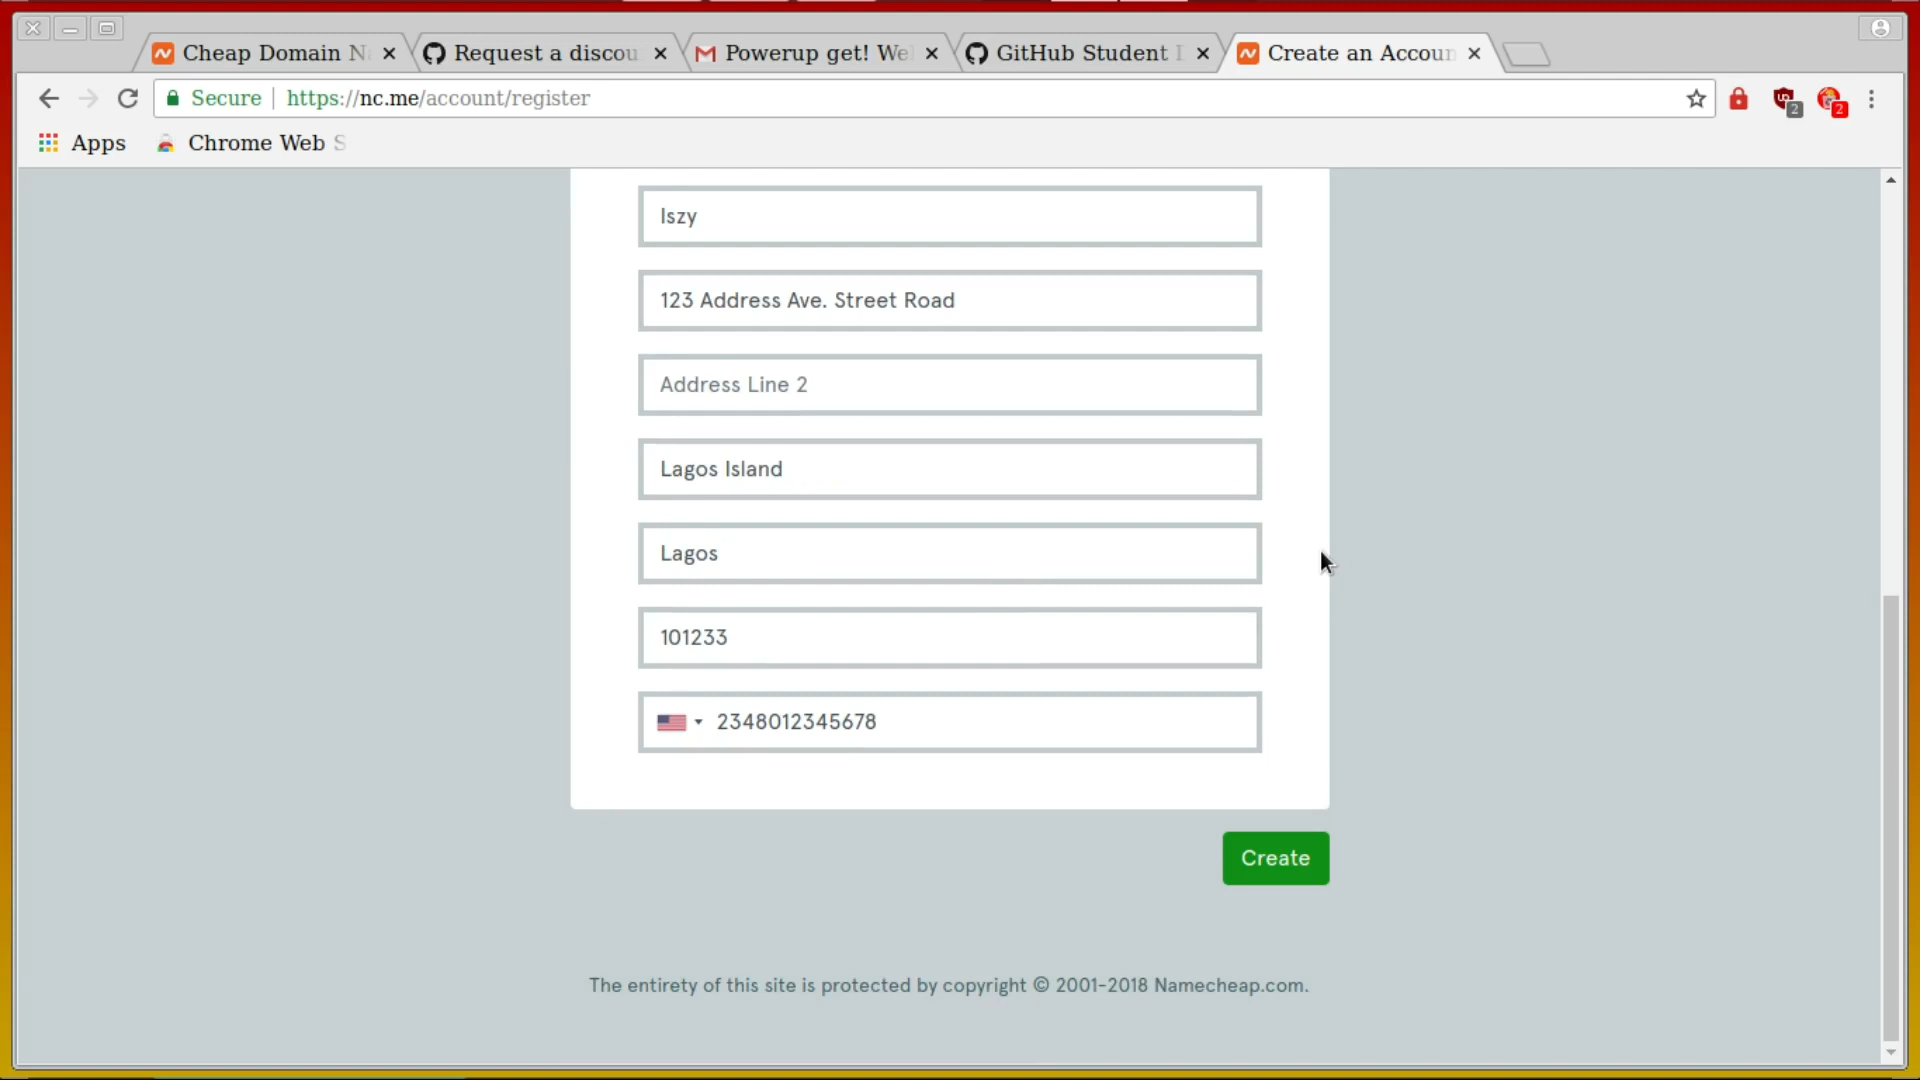 Cheap Domain N
Request a discou
Powerup get! We
GitHub Student
Create an Accoun
Secure
https://nc.me/account/register
2
2
Apps
Chrome Web S
Iszy
123 Address Ave. Street Road
Address Line 2
Lagos Island
Lagos
101233
2348012345678
Create
The entirety of this site is protected by copyright © 2001-2018 Namecheap.com.